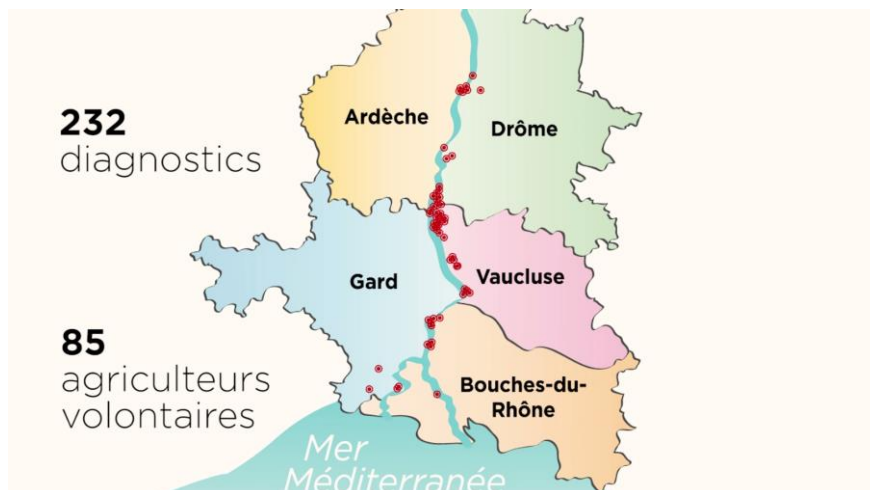 232
diagnostics
Ardèche
Drôme
Gard
Vaucluse
85
agriculteurs
volontaires
Bouches-du-
Rhône
Mer
Méditerranée